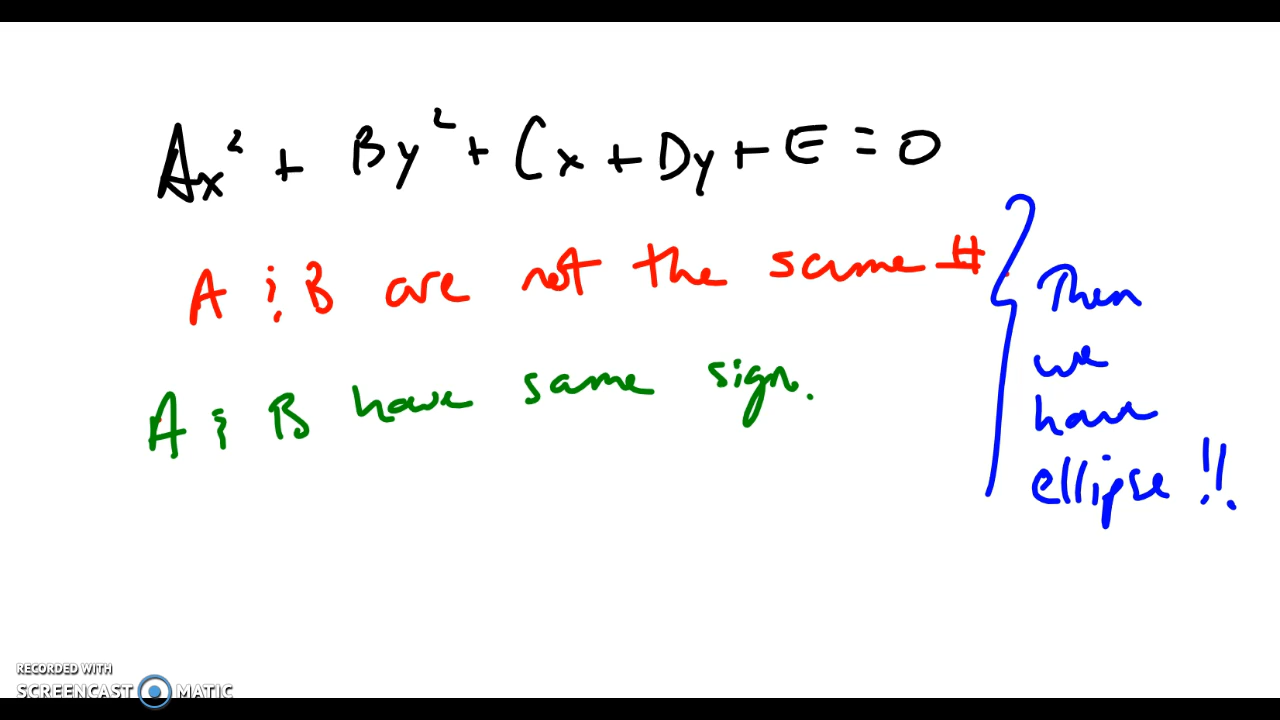 Ax² + By² + Cx + Dy + E = 0
A & B are not the same #
A & B have same sign.
Then
we
have
ellipse !!
RECORDED WITH
SCREENCAST MATIC